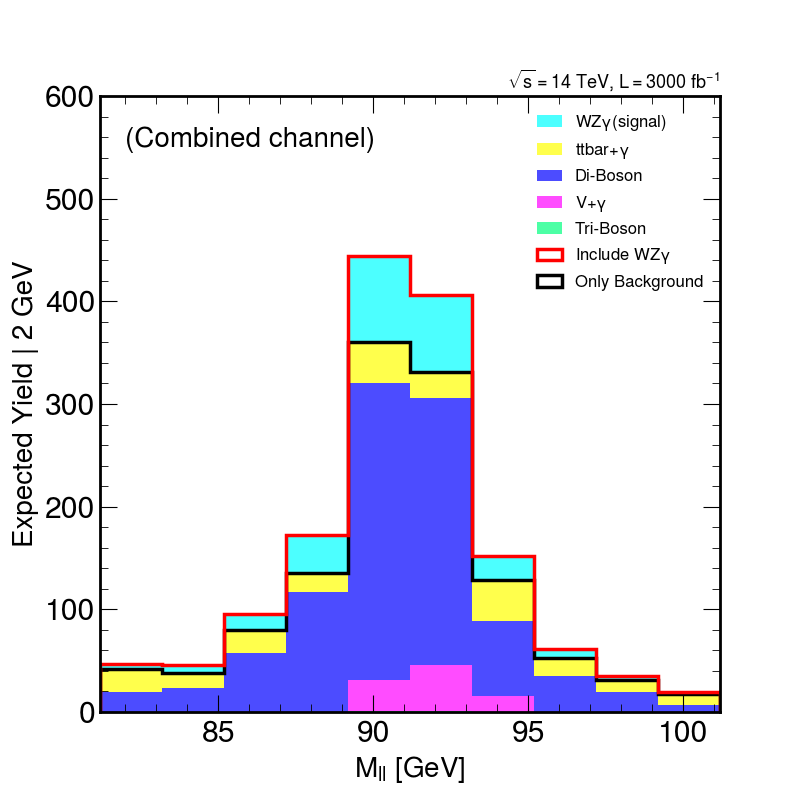 √s = 14 TeV, L = 3000 fb⁻¹
(Combined channel)
WZγ(signal)
ttbar+γ
Di-Boson
V+γ
Tri-Boson
Include WZγ
Only Background
Expected Yield | 2 GeV
600
500
400
300
200
100
0
85 90 95 100
M_ll [GeV]